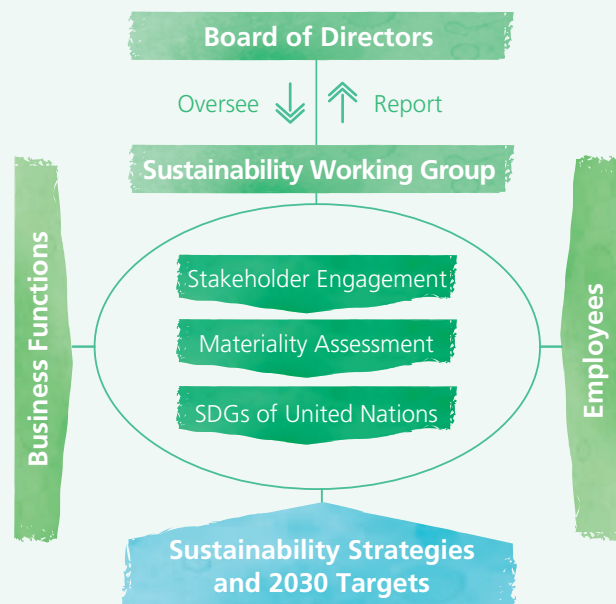 Board of Directors
Oversee
Report
Sustainability Working Group
Business Functions
Stakeholder Engagement
Materiality Assessment
SDGs of United Nations
Employees
Sustainability Strategies
and 2030 Targets